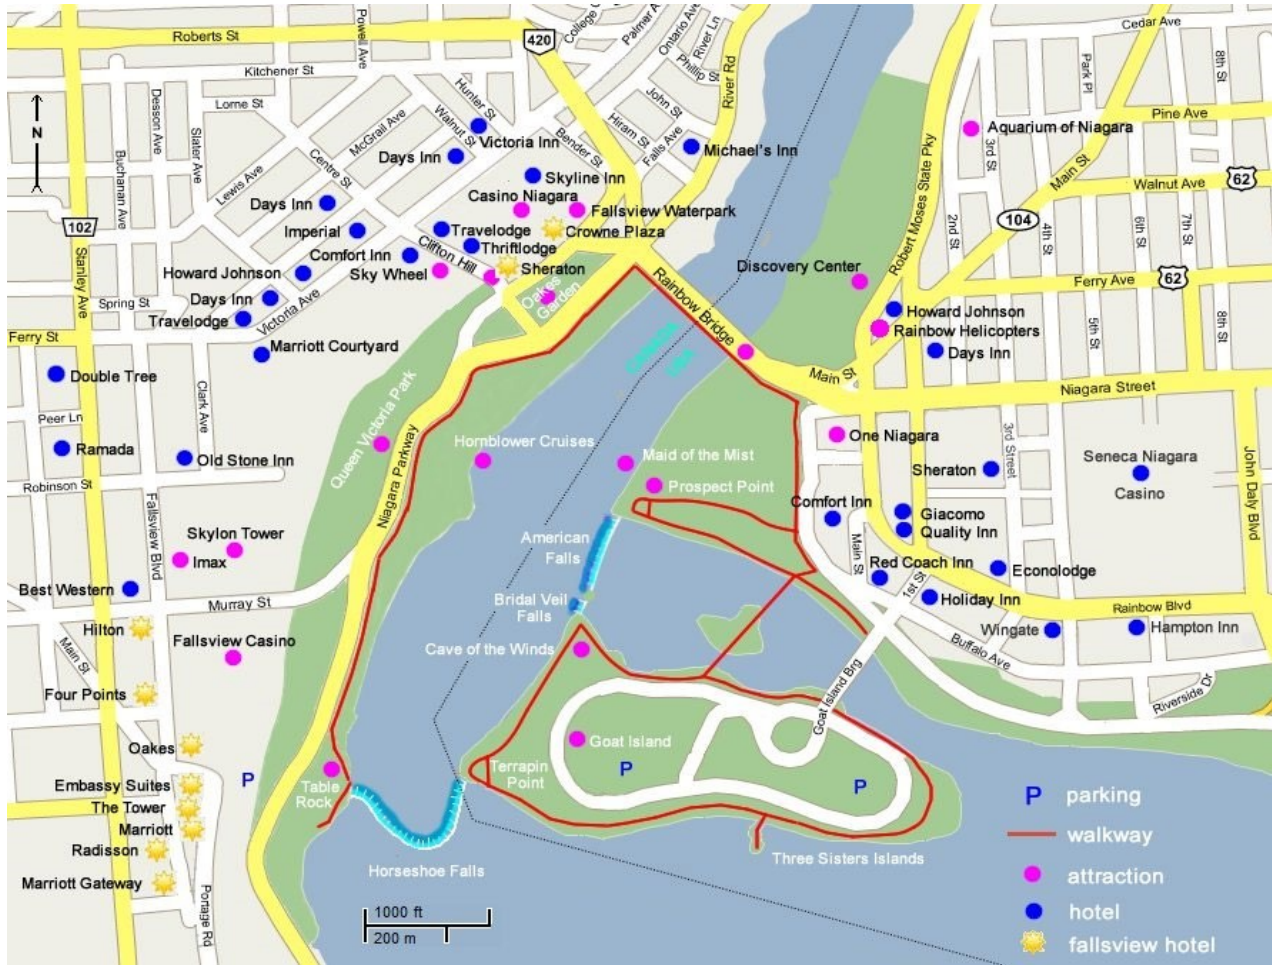 Roberts St
420
Kitchener St
Powell Ave
College C
Palmer A
Ontario Ave
River Ln
Phillip St
River Rd
Cedar Ave
8th St
Park Pl
Pine Ave
N
Lorne St
Desson Ave
Slater Ave
Buchanan Ave
McGrail Ave
Hunter St
Walnut St
Victoria Inn
Days Inn
Bender St
Hiram St
John St
Falls Ave
Michael's Inn
Aquarium of Niagara
3rd St
Main St
Walnut Ave
62
Centre St
Lewis Ave
Skyline Inn
Casino Niagara
Fallsview Waterpark
Days Inn
102
Imperial
Travelodge
Crowne Plaza
Thriftlodge
Comfort Inn
Clifton Hill
Sky Wheel
Sheraton
Oakes
Garden
Howard Johnson
Days Inn
Spring St
Travelodge
Victoria Ave
Stanley Ave
Ferry St
Marriott Courtyard
Rainbow Bridge
CANADA
USA
Discovery Center
Robert Moses State Pky
2nd St
104
4th St
6th St
7th St
Ferry Ave
62
Howard Johnson
Rainbow Helicopters
Days Inn
5th St
8th St
Main St
Niagara Street
Double Tree
Peer Ln
Clark Ave
Ramada
Old Stone Inn
Robinson St
Queen Victoria Park
Niagara Parkway
Hornblower Cruises
Maid of the Mist
Prospect Point
One Niagara
Sheraton
3rd Street
Seneca Niagara
Casino
John Daly Blvd
Comfort Inn
Giacomo
Quality Inn
Main St
Red Coach Inn
1st St
Econolodge
Holiday Inn
Rainbow Blvd
Wingate
Hampton Inn
Buffalo Ave
Riverside Dr
Fallsview Blvd
Skylon Tower
Imax
Best Western
Murray St
American
Falls
Bridal Veil
Falls
Cave of the Winds
Hilton
Fallsview Casino
Main St
Four Points
Goat Island Brg
Goat Island
P
P
Oakes
P
Embassy Suites
The Tower
Marriott
Radisson
Marriott Gateway
Portage Rd
Table
Rock
Terrapin
Point
Horseshoe Falls
Three Sisters Islands
1000 ft
200 m
P parking
walkway
attraction
hotel
fallsview hotel